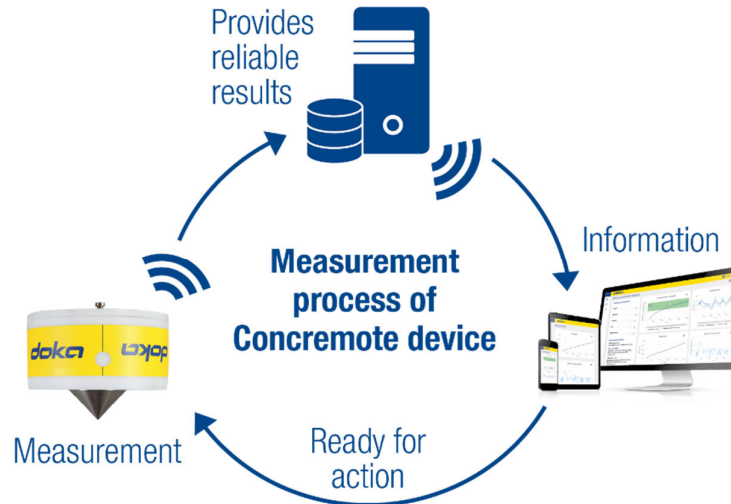 Provides
reliable
results
Information
Measurement
process of
Concremote device
doka
doka
Measurement
Ready for
action